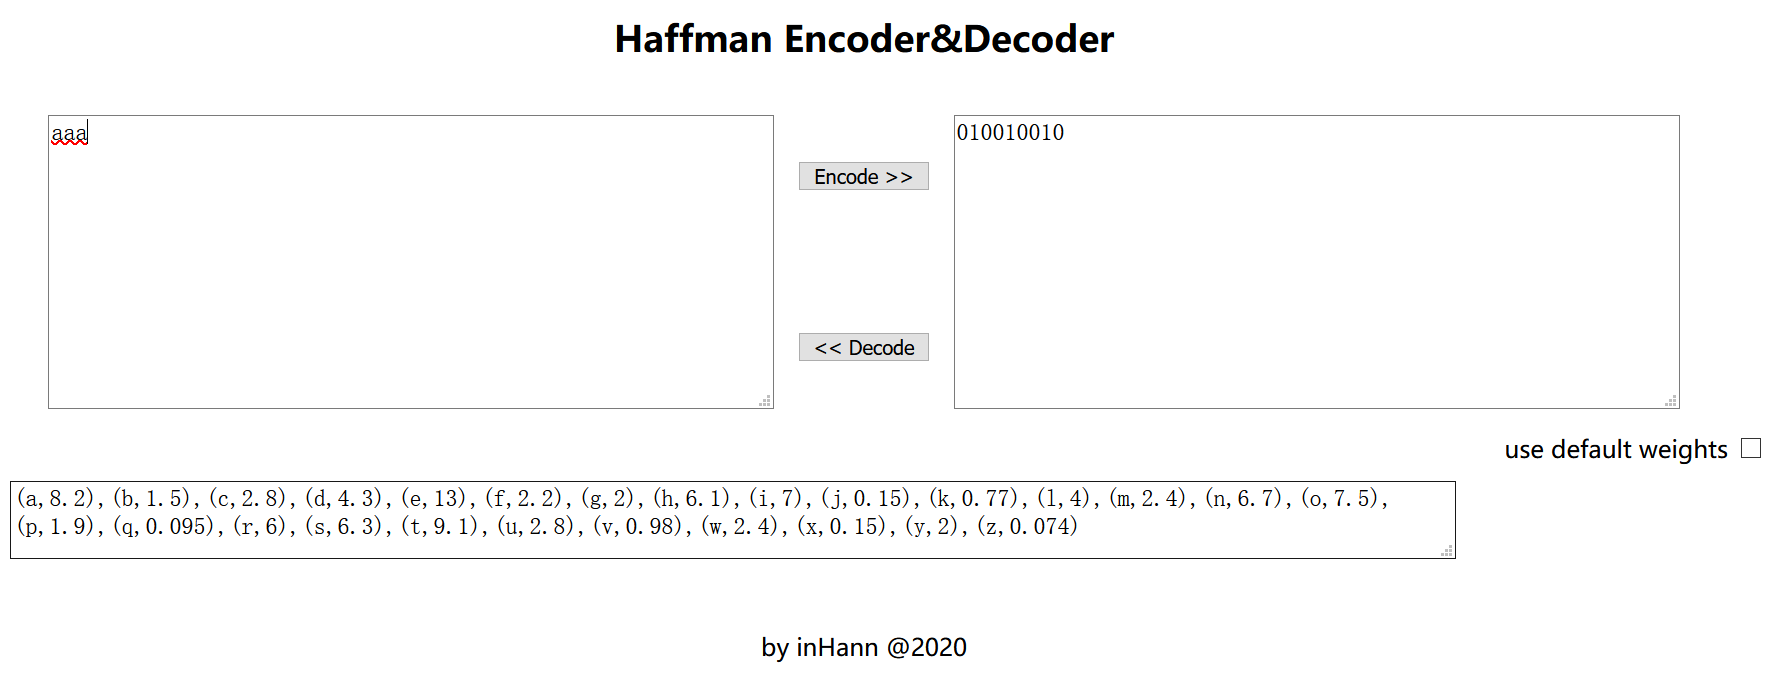 Haffman Encoder&Decoder
aaa
010010010
Encode >>
<< Decode
use default weights
(a,8.2),(b,1.5),(c,2.8),(d,4.3),(e,13),(f,2.2),(g,2),(h,6.1),(i,7),(j,0.15),(k,0.77),(l,4),(m,2.4),(n,6.7),(o,7.5),
(p,1.9),(q,0.095),(r,6),(s,6.3),(t,9.1),(u,2.8),(v,0.98),(w,2.4),(x,0.15),(y,2),(z,0.074)
by inHann @2020